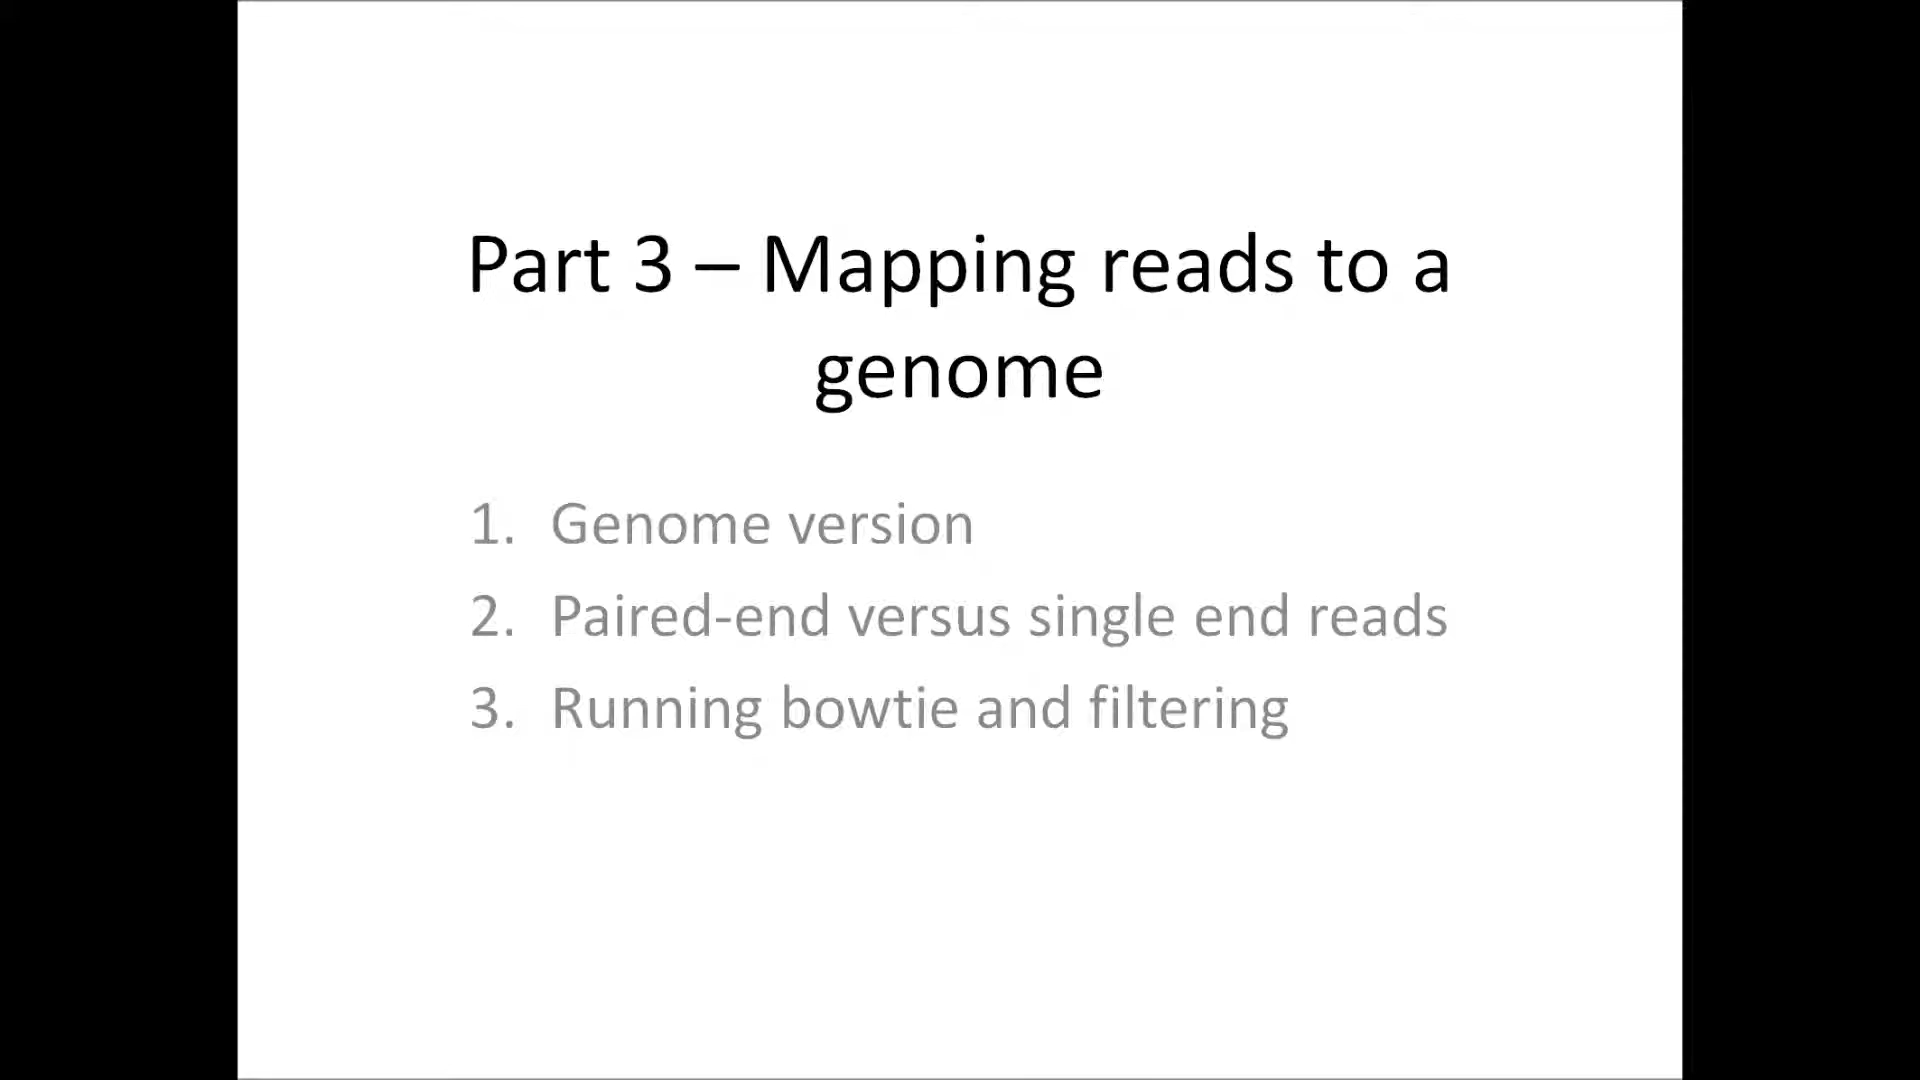 Part 3 – Mapping reads to a
genome
1. Genome version
2. Paired-end versus single end reads
3. Running bowtie and filtering